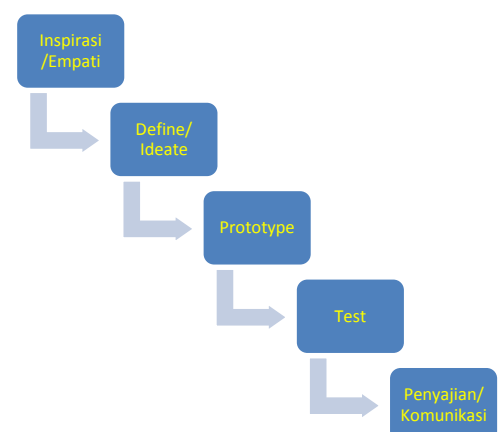 Inspirasi
/Empati
Define/
Ideate
Prototype
Test
Penyajian/
Komunikasi